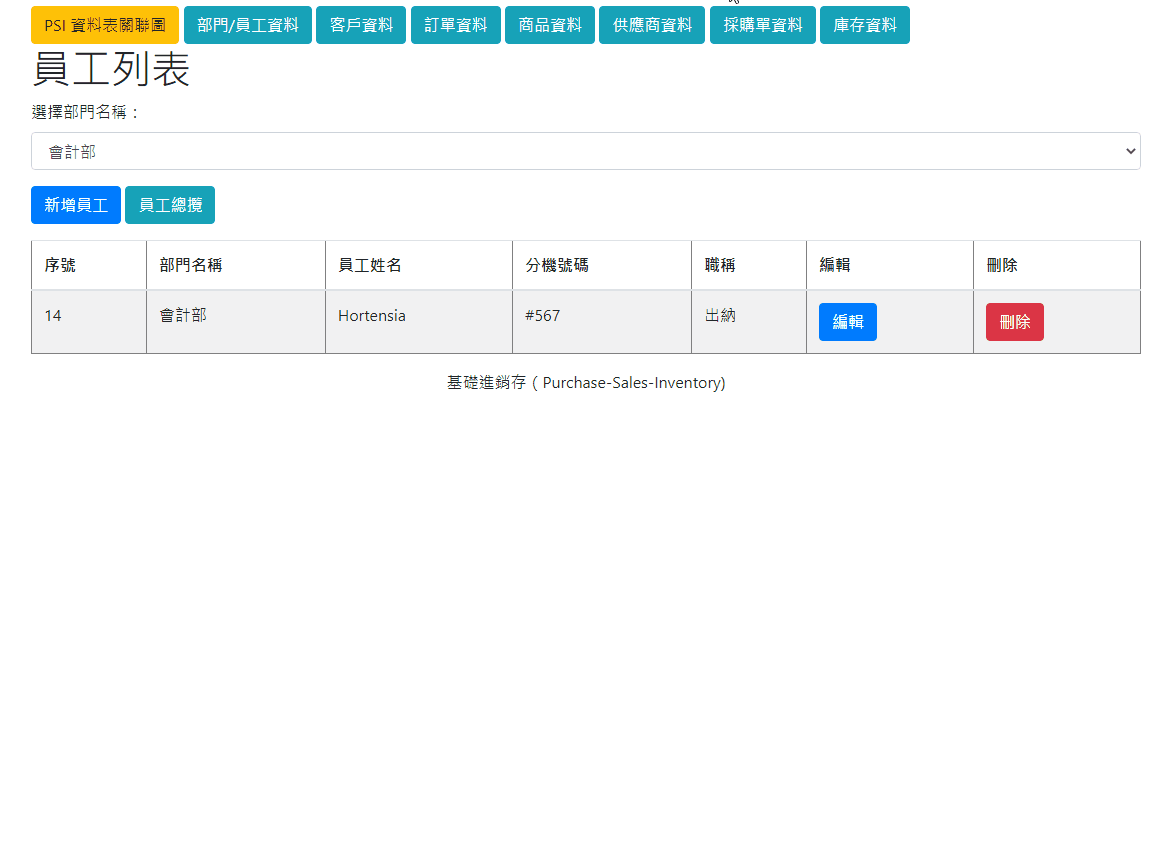 PSI 資料表關聯圖 部門/員工資料 客戶資料 訂單資料 商品資料 供應商資料 採購單資料 庫存資料
員工列表
選擇部門名稱：
會計部
新增員工 員工總攬
序號 部門名稱 員工姓名 分機號碼 職稱 編輯 刪除
14 會計部 Hortensia #567 出納 編輯 刪除
基礎進銷存 ( Purchase-Sales-Inventory)